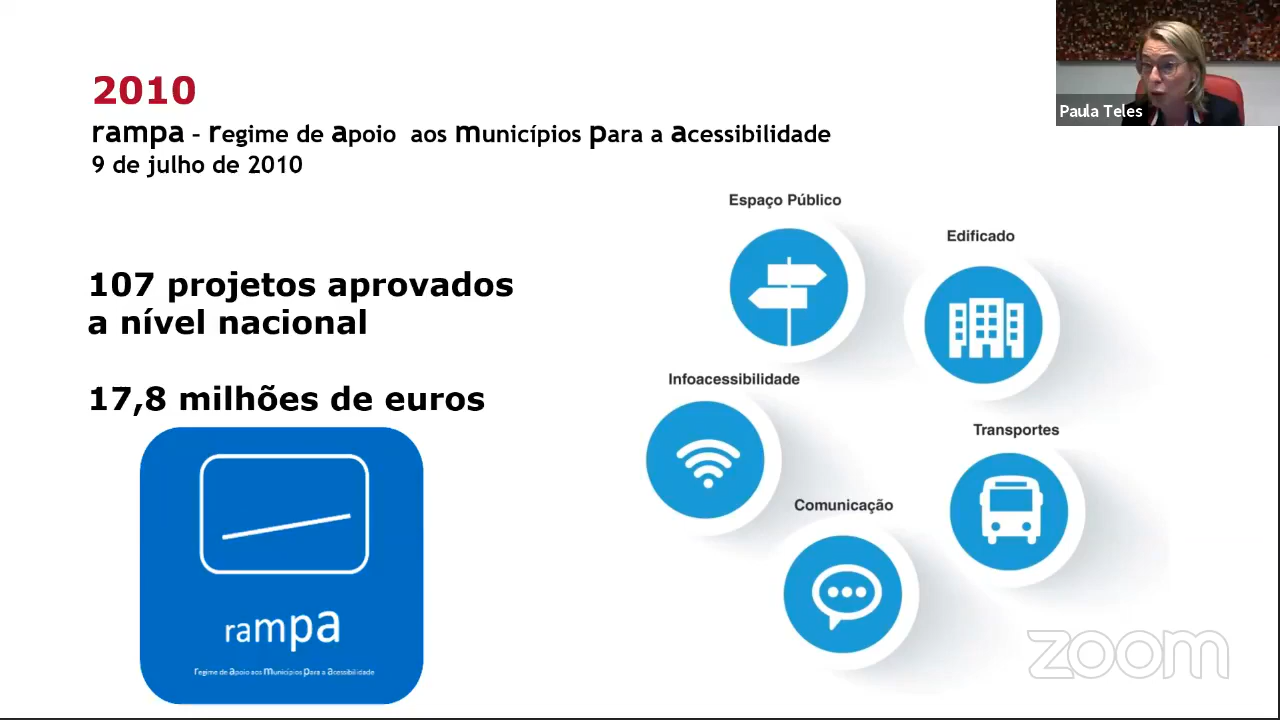 2010
rampa - regime de apoio aos municípios para a acessibilidade
9 de julho de 2010
107 projetos aprovados
a nível nacional
17,8 milhões de euros
rampa
regime de apoio aos municípios para a acessibilidade
Espaço Público
Edificado
Infoacessibilidade
Transportes
Comunicação
Paula Teles
zoom